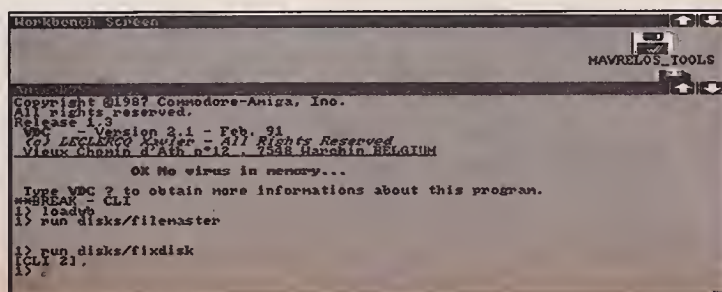 Workbench Screen
MAVRELOS_TOOLS
AmigaDOS
Copyright @1987 Commodore-Amiga, Inc.
All rights reserved.
Release 1.3
VDC - Version 2.1 - Feb. 91
(c) LECLERCQ Xavier - All Rights Reserved
Vieux Chemin d'Ath n°12 , 7548 Warchin BELGIUM
OK No virus in memory...
Type VDC ? to obtain more informations about this program.
**BREAK - CLI
1> loadwb
1> run disks/filemaster
1> run disks/fixdisk
[CLI 2]
1>